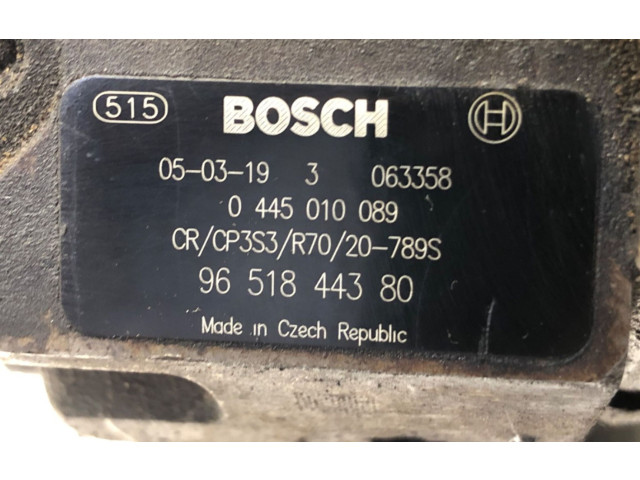 515 BOSCH
05-03-19 3 063358
0 445 010 089
CR/CP3S3/R70/20-789S
96 518 443 80
Made in Czech Republic